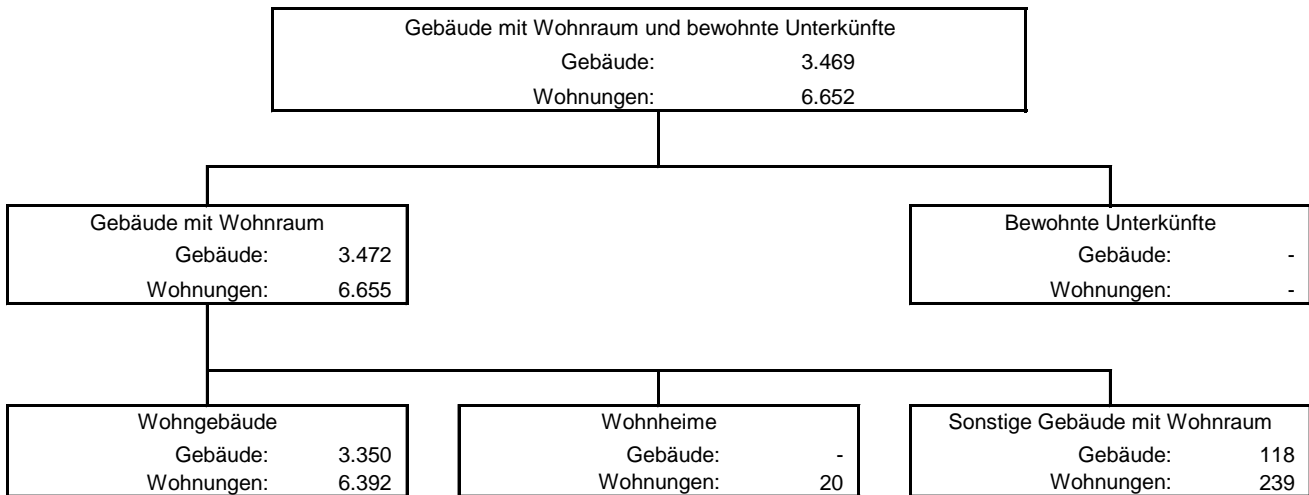 Gebäude mit Wohnraum und bewohnte Unterkünfte
Gebäude: 3.469
Wohnungen: 6.652
Gebäude mit Wohnraum
Gebäude: 3.472
Wohnungen: 6.655
Bewohnte Unterkünfte
Gebäude: -
Wohnungen: -
Wohngebäude
Gebäude: 3.350
Wohnungen: 6.392
Wohnheime
Gebäude: -
Wohnungen: 20
Sonstige Gebäude mit Wohnraum
Gebäude: 118
Wohnungen: 239